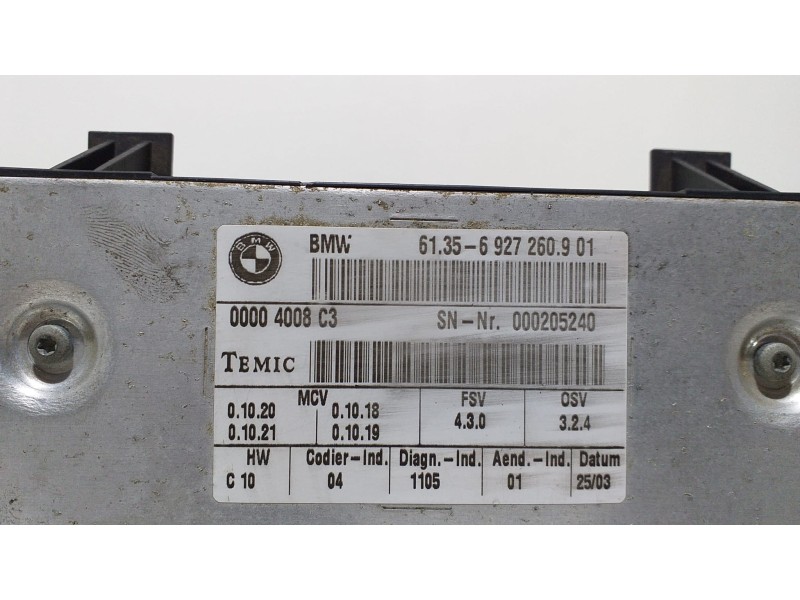 BMW
BMW 61.35-6 927 260.9 01
0000 4008 C3 SN-Nr. 000205240
TEMIC
MCV FSV OSV
0.10.20 0.10.18 4.3.0 3.2.4
0.10.21 0.10.19
HW Codier-Ind. Diagn.-Ind. Aend.-Ind. Datum
C 10 04 1105 01 25/03